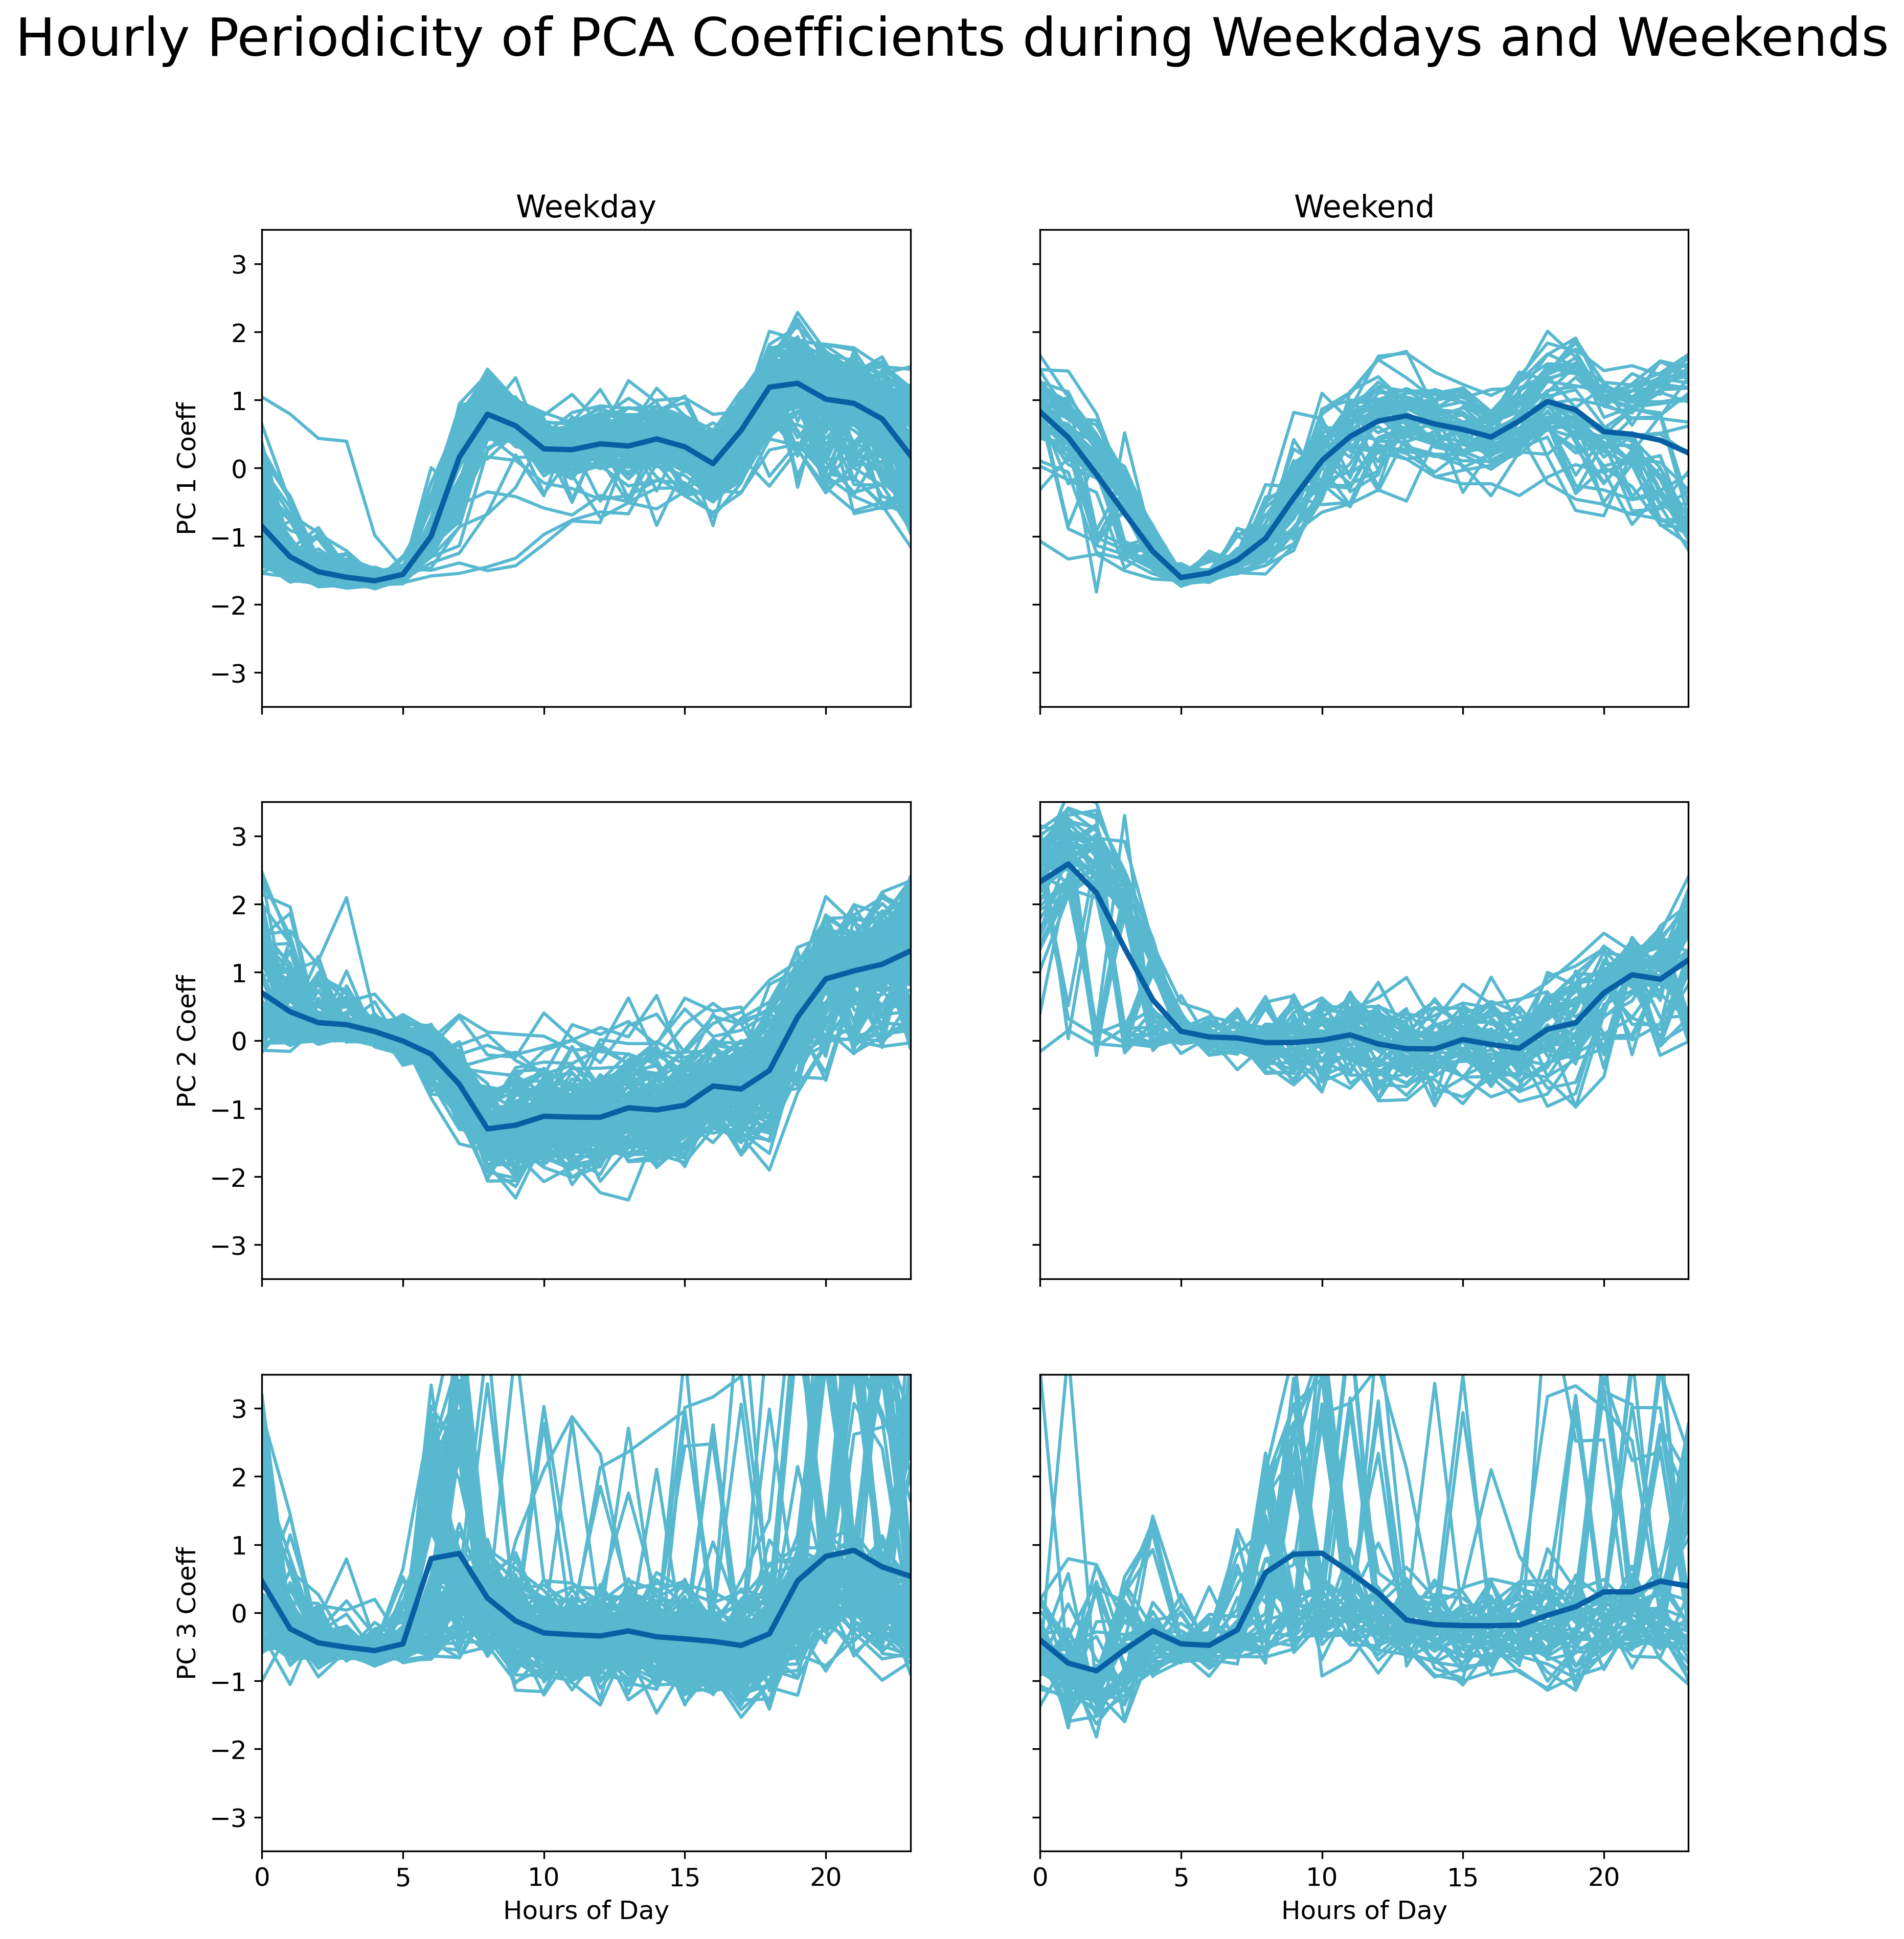 Hourly Periodicity of PCA Coefficients during Weekdays and Weekends
Weekday
Weekend
3
2
1
0
−1
−2
−3
PC 1 Coeff
3
2
1
0
−1
−2
−3
PC 2 Coeff
3
2
1
0
−1
−2
−3
PC 3 Coeff
0 5 10 15 20
Hours of Day
0 5 10 15 20
Hours of Day